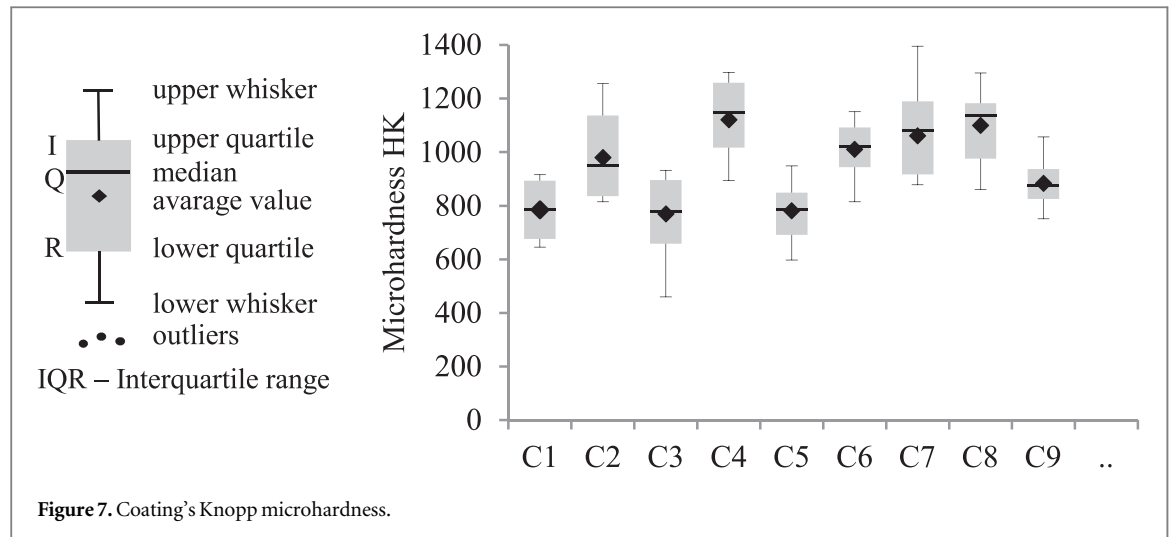 upper whisker
I
upper quartile
Q
median
avarage value
R
lower quartile
lower whisker
outliers
IQR – Interquartile range
Microhardness HK
1400
1200
1000
800
600
400
200
0
C1 C2 C3 C4 C5 C6 C7 C8 C9 ..
Figure 7. Coating's Knopp microhardness.